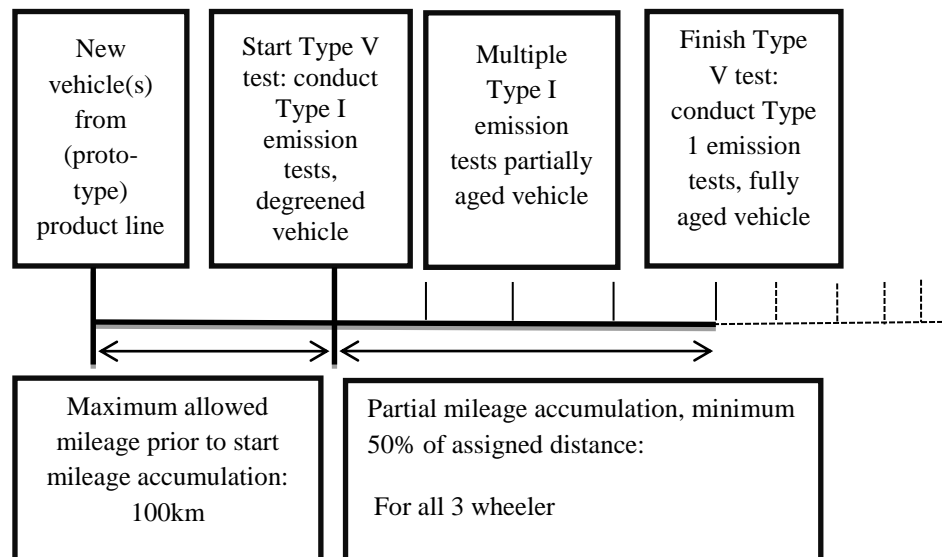 New
vehicle(s)
from
(proto-
type)
product line
Start Type V
test: conduct
Type I
emission
tests,
degreened
vehicle
Multiple
Type I
emission
tests partially
aged vehicle
Finish Type
V test:
conduct Type
1 emission
tests, fully
aged vehicle
Maximum allowed
mileage prior to start
mileage accumulation:
100km
Partial mileage accumulation, minimum
50% of assigned distance:
For all 3 wheeler